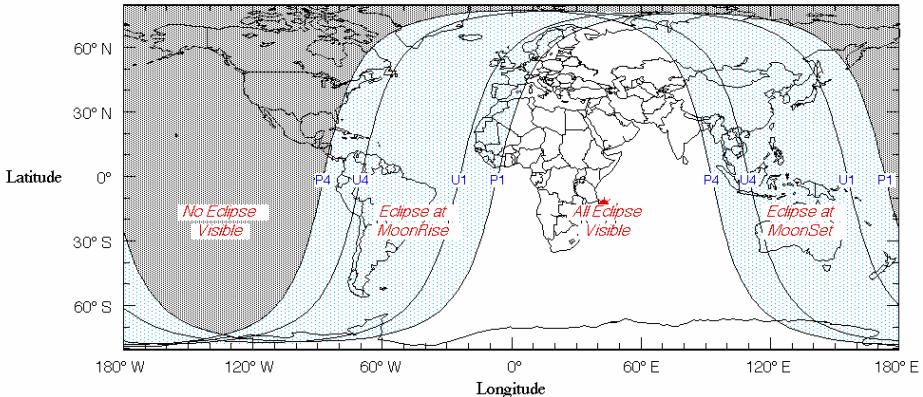 60° N
30° N
Latitude
0°
P4
U4
U1
P1
P4
U4
U1
P1
No Eclipse
Visible
Eclipse at
MoonRise
All Eclipse
Visible
Eclipse at
MoonSet
30° S
60° S
180° W
120° W
60° W
0°
60° E
120° E
180° E
Longitude